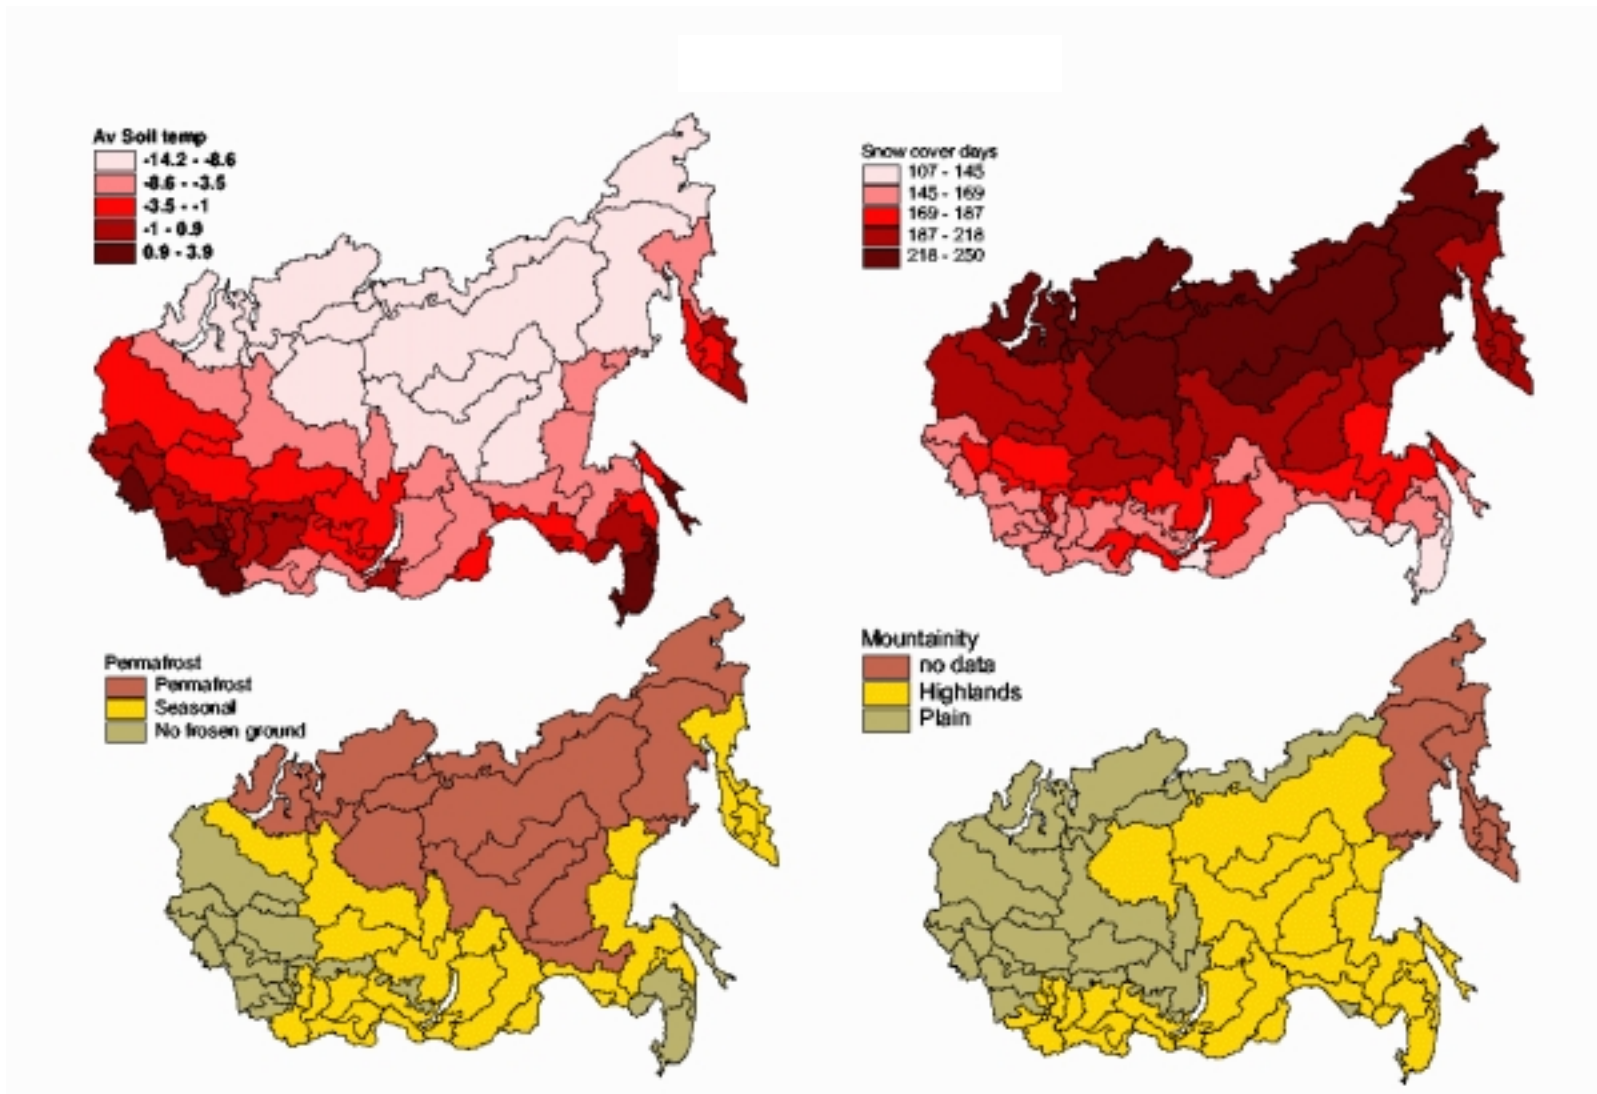 Av Soil temp
-14.2 - -8.6
-8.6 - -3.5
-3.5 - -1
-1 - 0.9
0.9 - 3.9
Snow cover days
107 - 145
145 - 169
169 - 187
187 - 218
218 - 250
Permafrost
Permafrost
Seasonal
No frosen ground
Mountainity
no data
Highlands
Plain